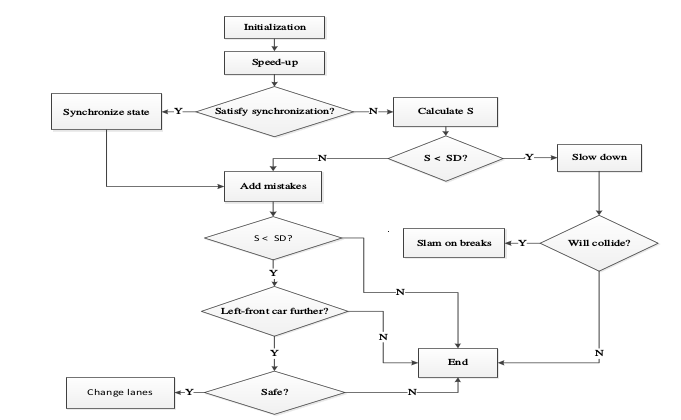 Initialization
Speed-up
Satisfy synchronization?
Y
N
Synchronize state
Calculate S
S < SD?
N
Y
Slow down
Add mistakes
S < SD?
Y
N
Slam on breaks
Y
Will collide?
N
Left-front car further?
Y
N
End
Change lanes
Y
Safe?
N